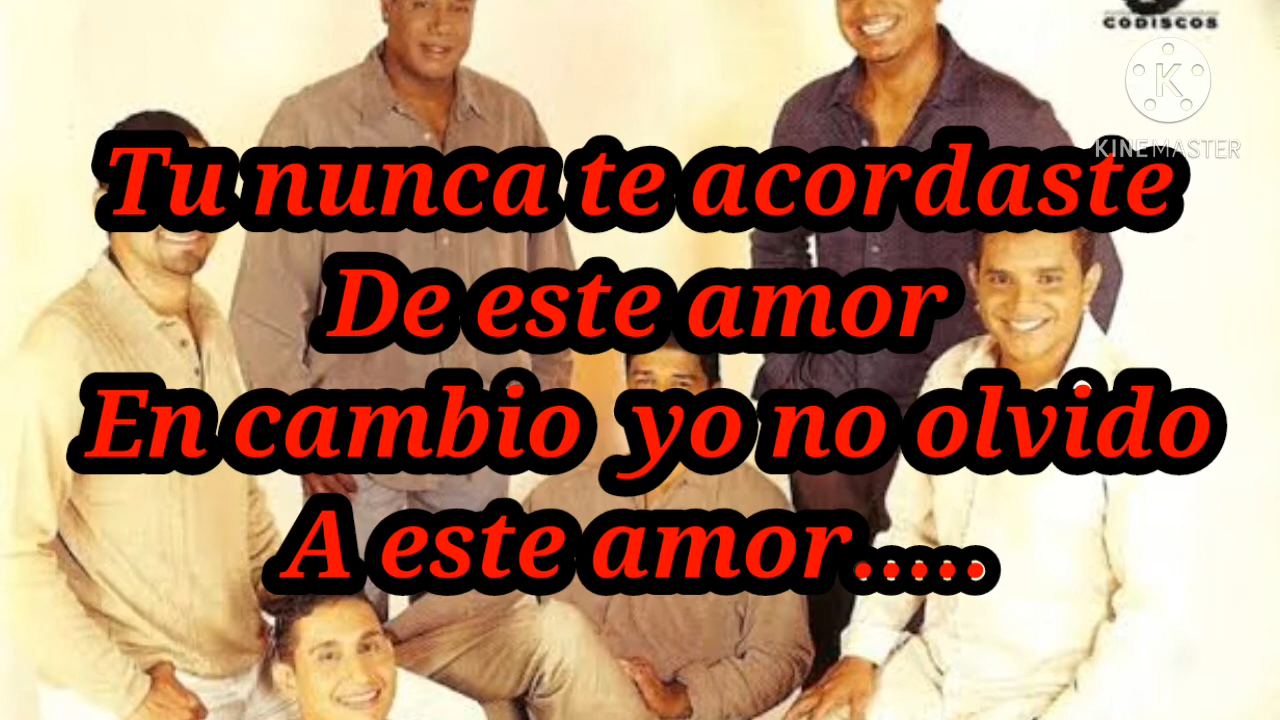 CODISCOS
K
KINEMASTER
Tu nunca te acordaste
De este amor
En cambio yo no olvido
A este amor.....